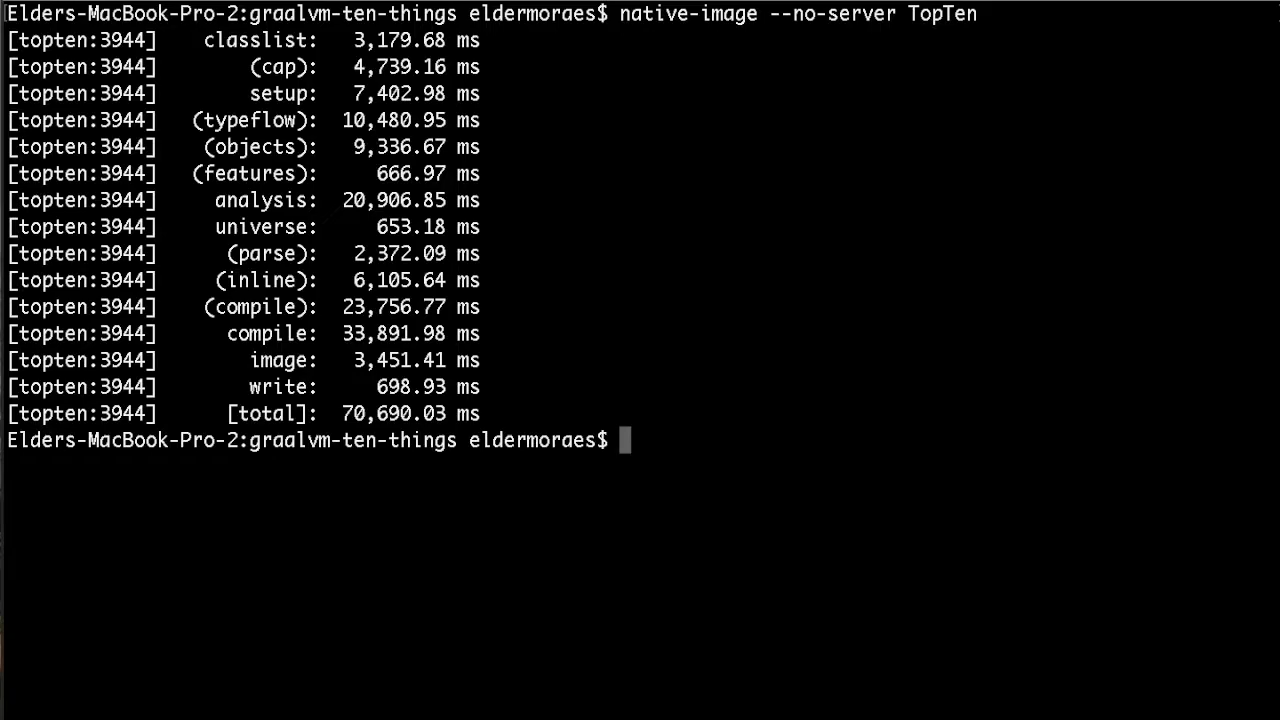 Elders-MacBook-Pro-2:graalvm-ten-things eldermoraes$ native-image --no-server TopTen
[topten:3944]    classlist:   3,179.68 ms
[topten:3944]        (cap):   4,739.16 ms
[topten:3944]        setup:   7,402.98 ms
[topten:3944]   (typeflow):  10,480.95 ms
[topten:3944]    (objects):   9,336.67 ms
[topten:3944]   (features):     666.97 ms
[topten:3944]     analysis:  20,906.85 ms
[topten:3944]     universe:     653.18 ms
[topten:3944]      (parse):   2,372.09 ms
[topten:3944]     (inline):   6,105.64 ms
[topten:3944]    (compile):  23,756.77 ms
[topten:3944]      compile:  33,891.98 ms
[topten:3944]        image:   3,451.41 ms
[topten:3944]        write:     698.93 ms
[topten:3944]      [total]:  70,690.03 ms
Elders-MacBook-Pro-2:graalvm-ten-things eldermoraes$